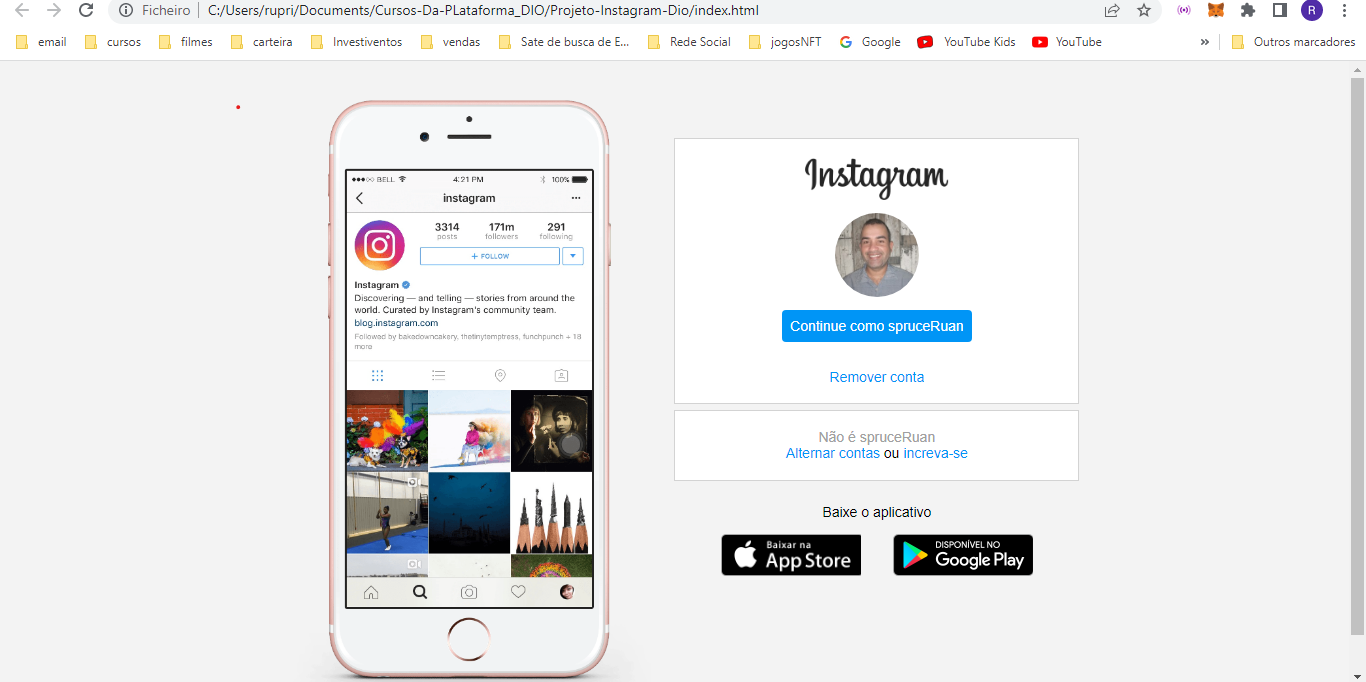 Ficheiro C:/Users/rupri/Documents/Cursos-Da-PLataforma_DIO/Projeto-Instagram-Dio/index.html
R
email cursos filmes carteira Investiventos vendas Sate de busca de E... Rede Social jogosNFT Google YouTube Kids YouTube » Outros marcadores
BELL 4:21 PM 100%
instagram
3314 171m 291
posts followers following
+ FOLLOW
Instagram
Discovering — and telling — stories from around the
world. Curated by Instagram's community team.
blog.instagram.com
Followed by bakedowncakery, thetinytemptress, funchpunch + 18
more
Instagram
Continue como spruceRuan
Remover conta
Não é spruceRuan
Alternar contas ou increva-se
Baixe o aplicativo
Baixar na
App Store
DISPONÍVEL NO
Google Play